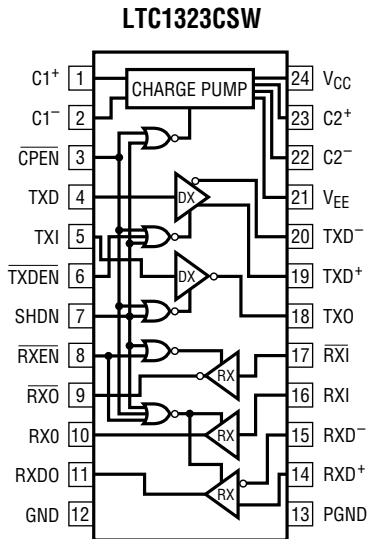 LTC1323CSW
C1+ 1
C1− 2
CPEN 3
TXD 4
TXI 5
TXDEN 6
SHDN 7
RXEN 8
RXO 9
RX0 10
RXDO 11
GND 12
CHARGE PUMP
DX
DX
RX
RX
RX
24 VCC
23 C2+
22 C2−
21 VEE
20 TXD−
19 TXD+
18 TXO
17 RXI
16 RXI
15 RXD−
14 RXD+
13 PGND